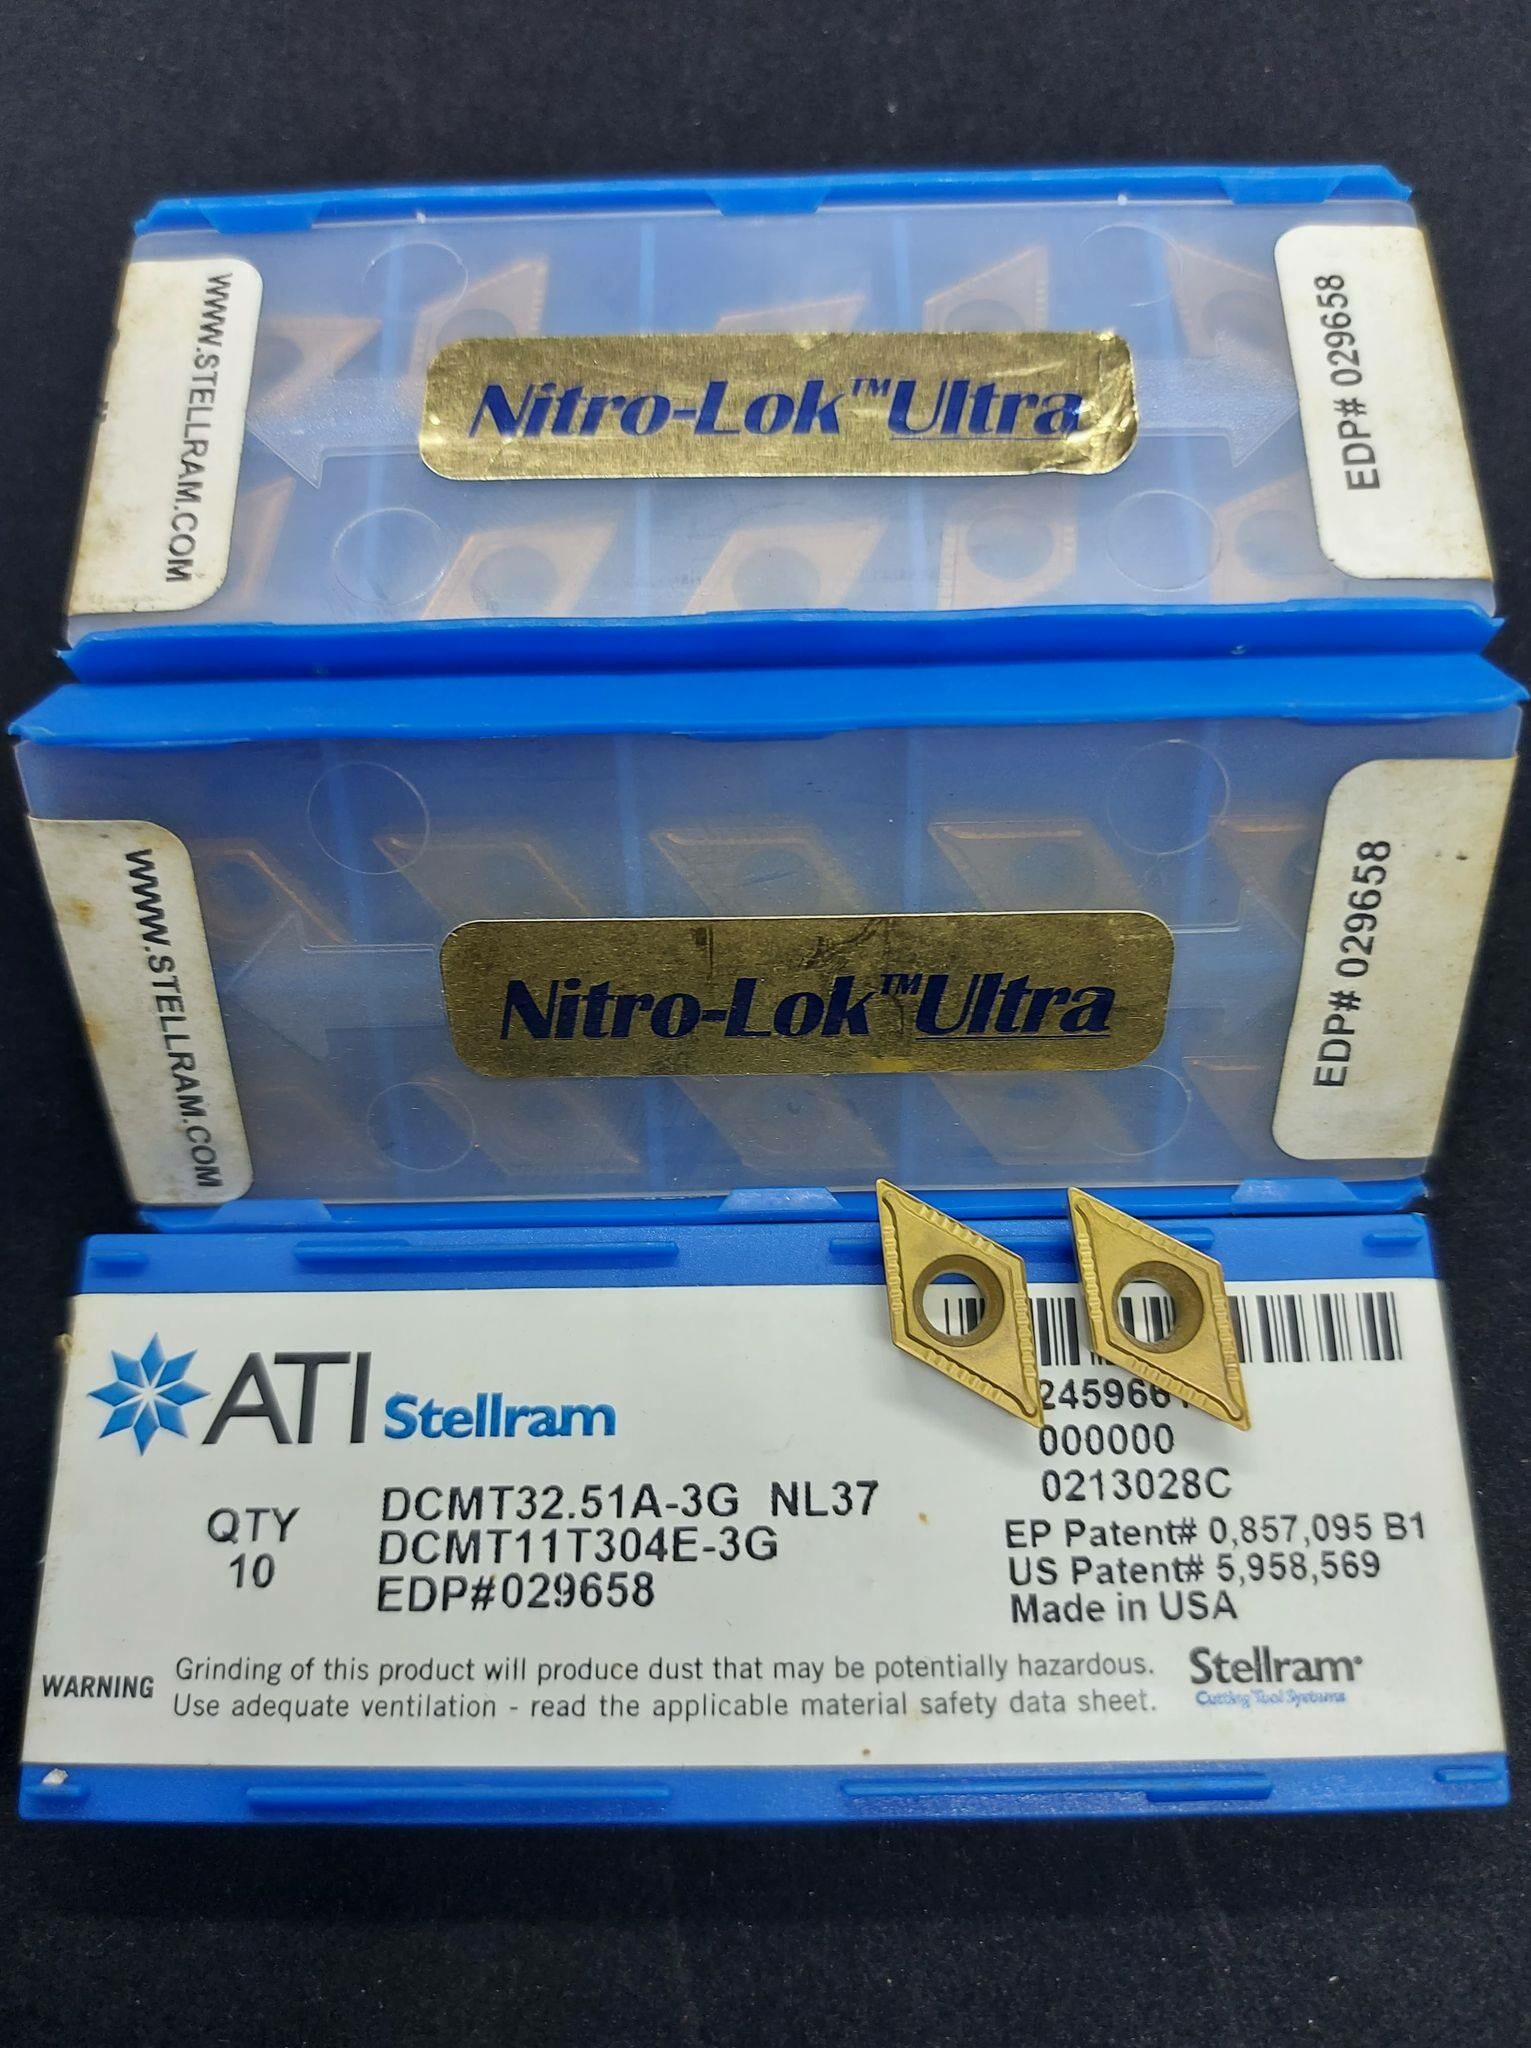 WWW.STELLRAM.COM
Nitro-Lok™Ultra
EDP# 029658
WWW.STELLRAM.COM
Nitro-Lok™Ultra
EDP# 029658
ATI Stellram
QTY
10
DCMT32.51A-3G NL37
DCMT11T304E-3G
EDP#029658
000000
0213028C
EP Patent# 0,857,095 B1
US Patent# 5,958,569
Made in USA
WARNING
Grinding of this product will produce dust that may be potentially hazardous.
Use adequate ventilation - read the applicable material safety data sheet.
Stellram
Cutting Tool Systems